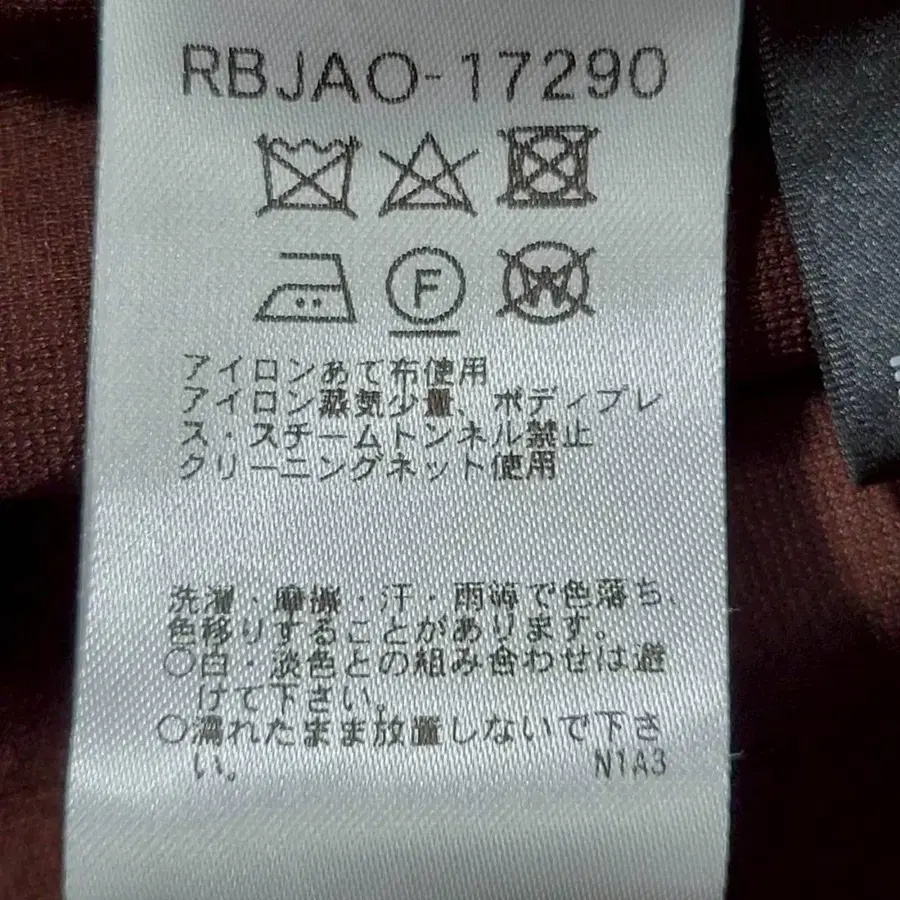 RBJAO-17290
F
W
アイロンあて布使用
アイロン蒸気少量、ボディプレ
ス・スチームトンネル禁止
クリーニングネット使用
洗濯・摩擦・汗・雨等で色落ち、
色移りすることがあります。
○白・淡色との組み合わせは避
けて下さい。
○濡れたまま放置しないで下さ
い。
N1A3